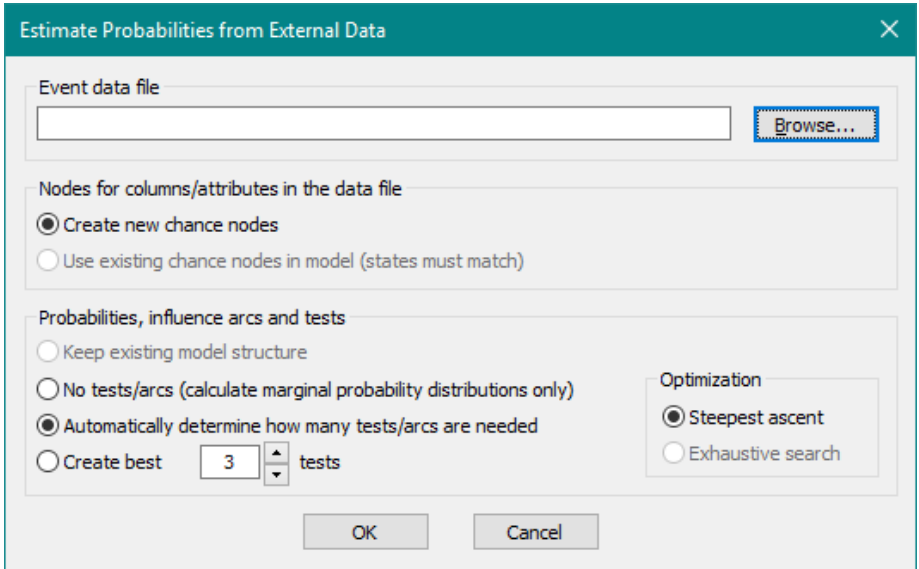 Estimate Probabilities from External Data
Event data file
Browse...
Nodes for columns/attributes in the data file
Create new chance nodes
Use existing chance nodes in model (states must match)
Probabilities, influence arcs and tests
Keep existing model structure
No tests/arcs (calculate marginal probability distributions only)
Automatically determine how many tests/arcs are needed
Create best 3 tests
Optimization
Steepest ascent
Exhaustive search
OK Cancel